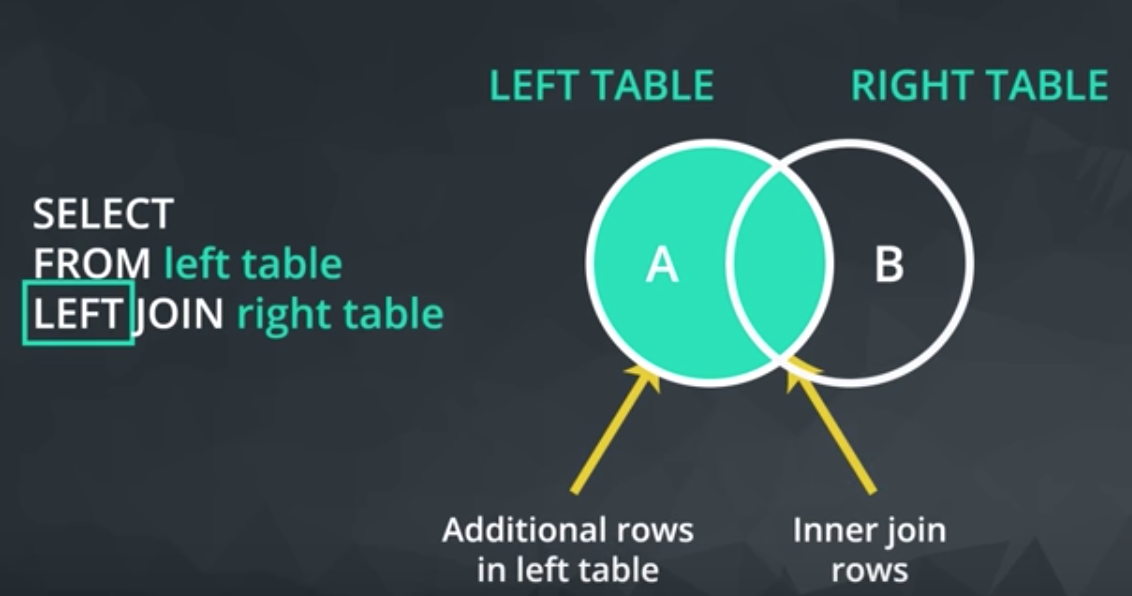 LEFT TABLE
RIGHT TABLE
SELECT
FROM left table
LEFT JOIN right table
A
B
Additional rows
in left table
Inner join
rows